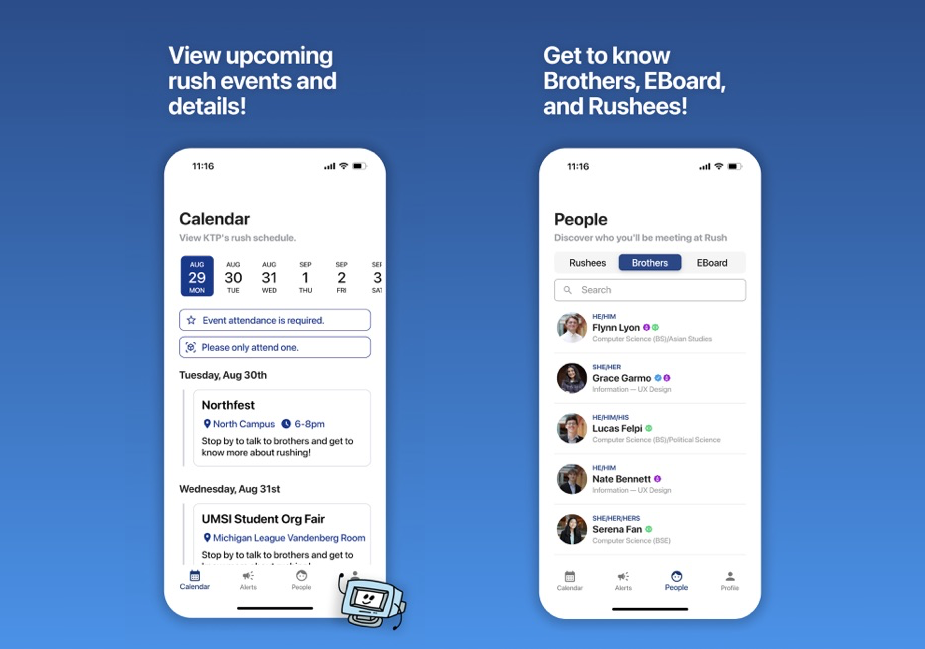 View upcoming
rush events and
details!
11:16
Calendar
View KTP's rush schedule.
AUG
29
MON
AUG
30
TUE
AUG
31
WED
SEP
1
THU
SEP
2
FRI
SEP
3
SAT
Event attendance is required.
Please only attend one.
Tuesday, Aug 30th
Northfest
North Campus 6-8pm
Stop by to talk to brothers and get to
know more about rushing!
Wednesday, Aug 31st
UMSI Student Org Fair
Michigan League Vandenberg Room
Stop by to talk to brothers and get to
know more about rushing!
Calendar
Alerts
People
Get to know
Brothers, EBoard,
and Rushees!
11:16
People
Discover who you'll be meeting at Rush
Rushees Brothers EBoard
Search
HE/HIM
Flynn Lyon
Computer Science (BS)/Asian Studies
SHE/HER
Grace Garmo
Information — UX Design
HE/HIM/HIS
Lucas Felpi
Computer Science (BS)/Political Science
HE/HIM
Nate Bennett
Information — UX Design
SHE/HER/HERS
Serena Fan
Computer Science (BSE)
Calendar
Alerts
People
Profile